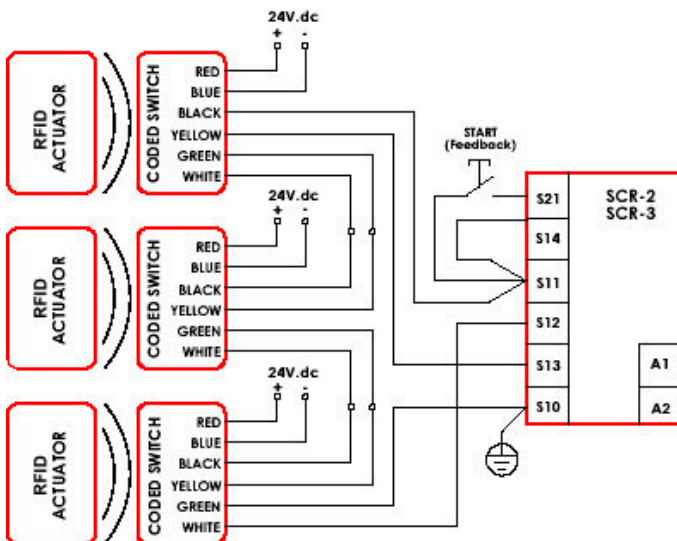 24V.dc
+ -
RFID
ACTUATOR
CODED SWITCH
RED
BLUE
BLACK
YELLOW
GREEN
WHITE
START
(Feedback)
SCR-2
SCR-3
S21
S14
S11
S12
S13
S10
A1
A2
24V.dc
+ -
RFID
ACTUATOR
CODED SWITCH
RED
BLUE
BLACK
YELLOW
GREEN
WHITE
24V.dc
+ -
RFID
ACTUATOR
CODED SWITCH
RED
BLUE
BLACK
YELLOW
GREEN
WHITE